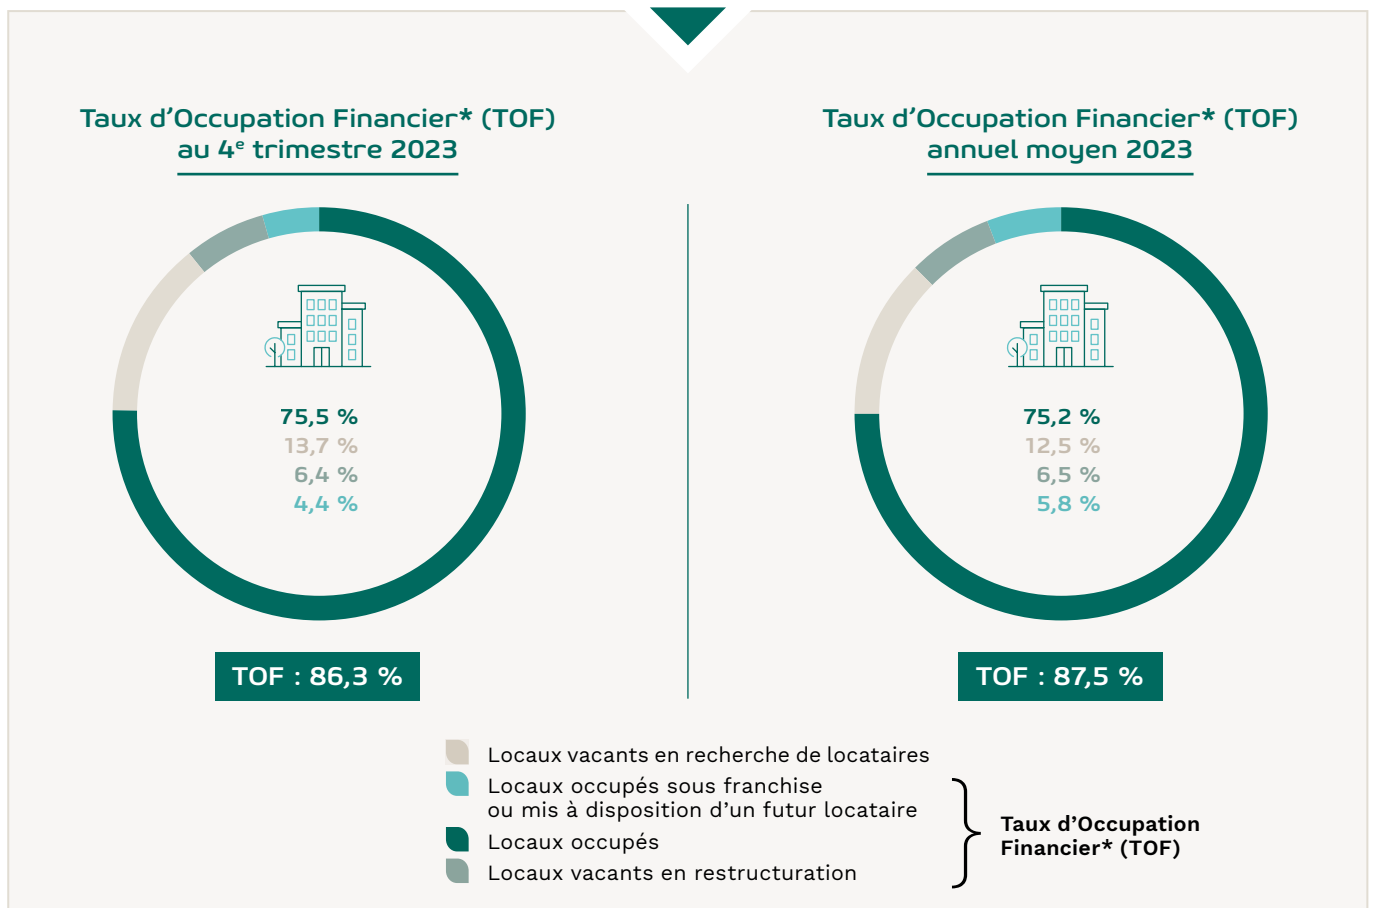 Taux d’Occupation Financier* (TOF)
au 4e trimestre 2023
75,5 %
13,7 %
6,4 %
4,4 %
TOF : 86,3 %
Taux d’Occupation Financier* (TOF)
annuel moyen 2023
75,2 %
12,5 %
6,5 %
5,8 %
TOF : 87,5 %
Locaux vacants en recherche de locataires
Locaux occupés sous franchise
ou mis à disposition d’un futur locataire
Locaux occupés
Locaux vacants en restructuration
Taux d’Occupation
Financier* (TOF)